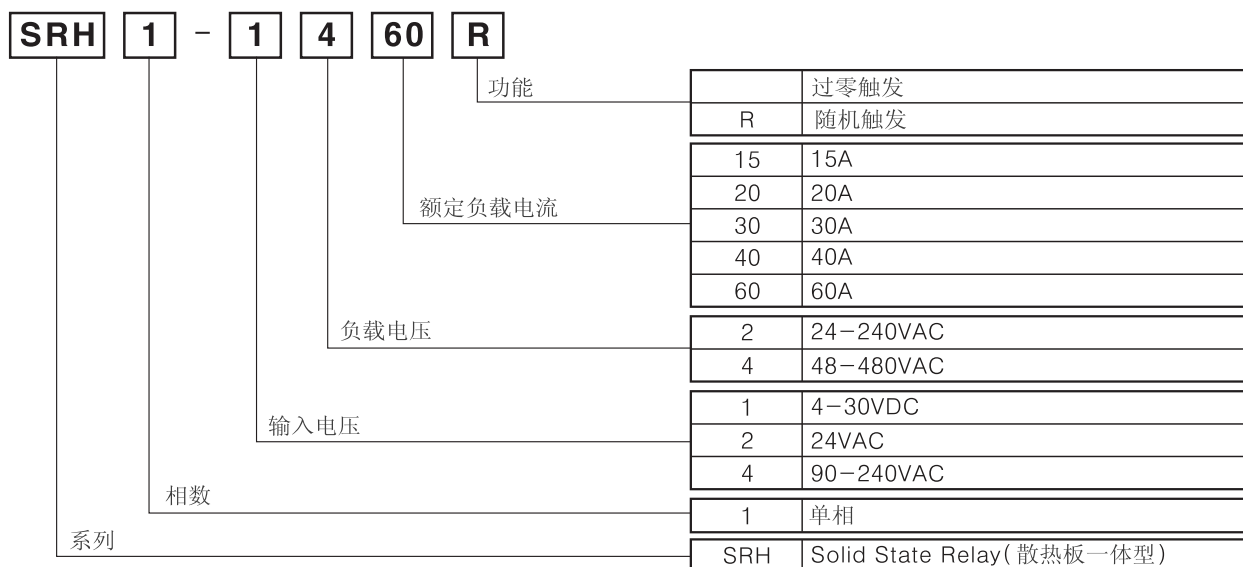 SRH 1 - 1 4 60 R
功能
过零触发
R 随机触发
15 15A
20 20A
额定负载电流
30 30A
40 40A
60 60A
负载电压
2 24-240VAC
4 48-480VAC
1 4-30VDC
输入电压
2 24VAC
4 90-240VAC
相数
1 单相
系列
SRH Solid State Relay(散热板一体型)